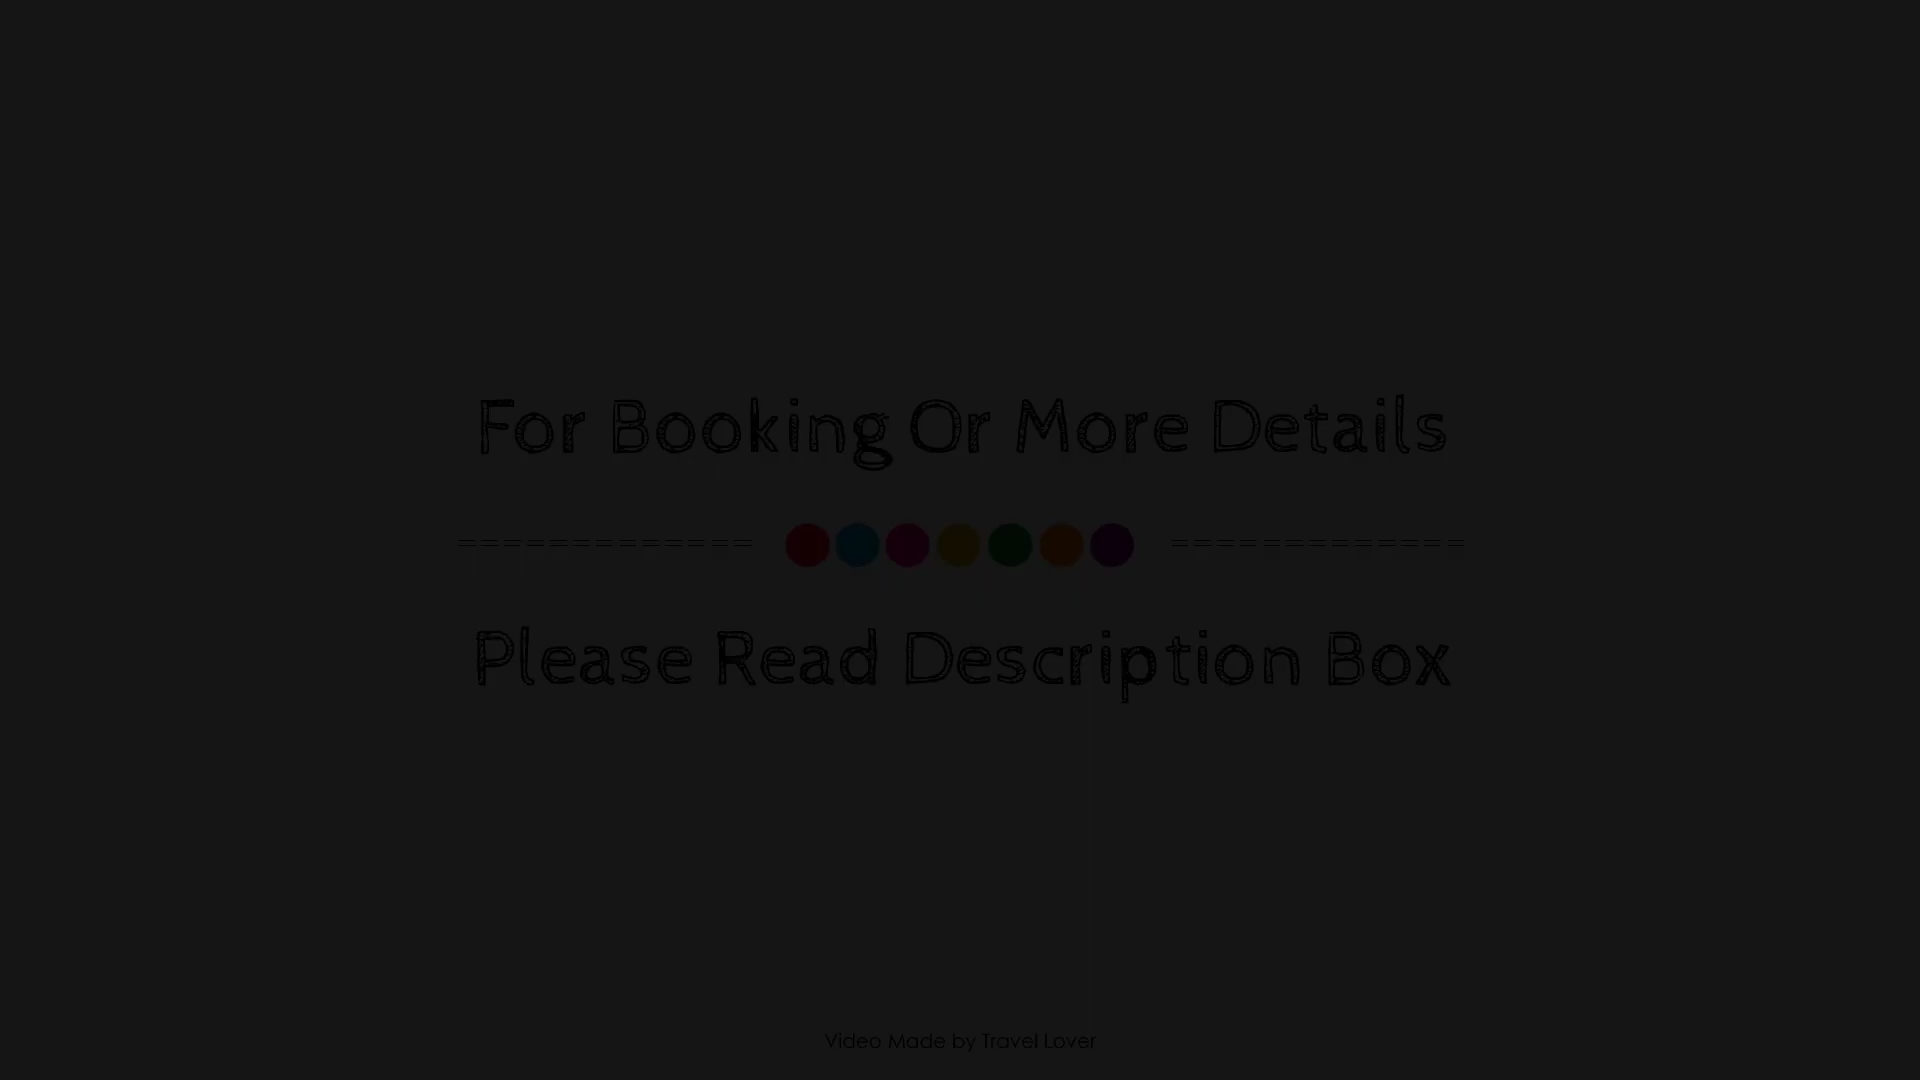 For Booking Or More Details
============= =============
Please Read Description Box
Video Made by Travel Lover